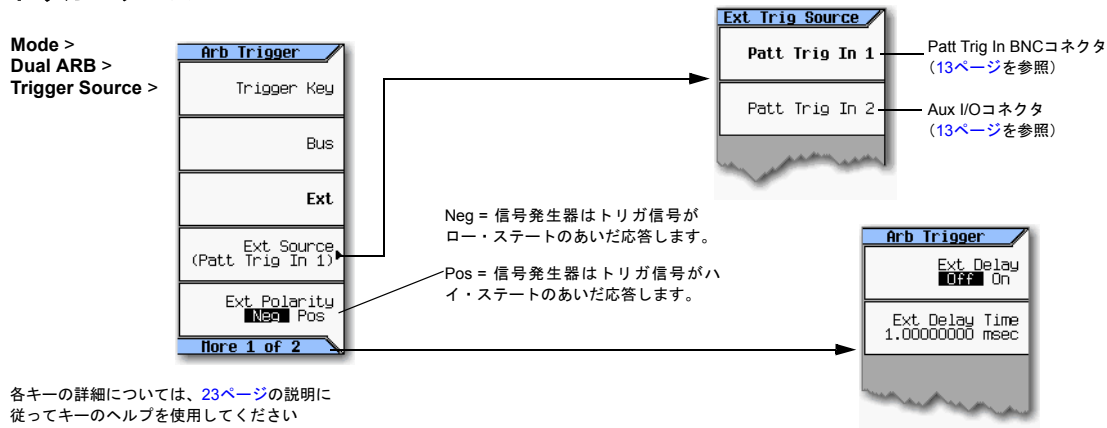 Mode >
Dual ARB >
Trigger Source >
Arb Trigger
Trigger Key
Bus
Ext
Ext Source
(Patt Trig In 1)
Ext Polarity
Neg Pos
More 1 of 2
Ext Trig Source
Patt Trig In 1
Patt Trig In 2
Patt Trig In BNCコネクタ
（13ページを参照）
Aux I/Oコネクタ
（13ページを参照）
Neg = 信号発生器はトリガ信号が
ロー・ステートのあいだ応答します。
Pos = 信号発生器はトリガ信号がハ
イ・ステートのあいだ応答します。
Arb Trigger
Ext Delay
Off On
Ext Delay Time
1.00000000 msec
各キーの詳細については、23ページの説明に
従ってキーのヘルプを使用してください